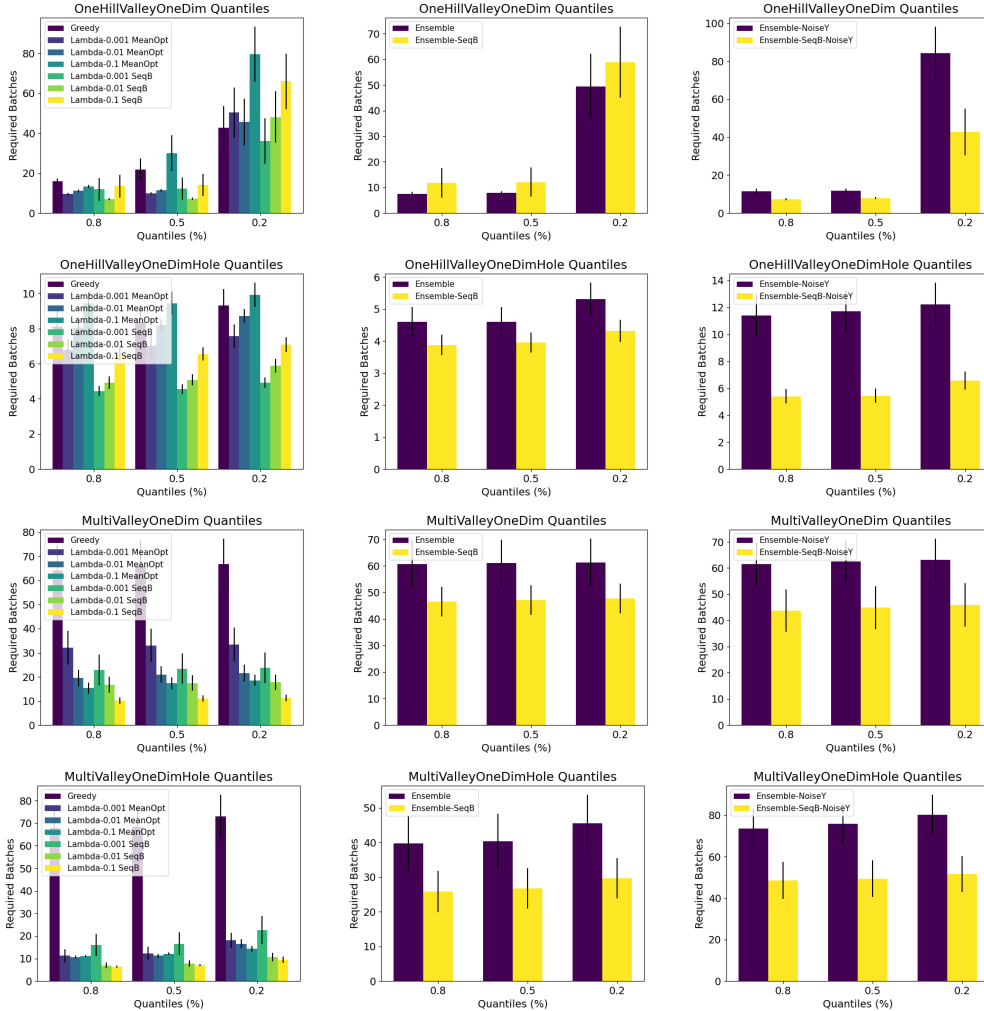 OneHillValleyOneDim Quantiles
Required Batches
80
60
40
20
0
Greedy
Lambda-0.001 MeanOpt
Lambda-0.01 MeanOpt
Lambda-0.1 MeanOpt
Lambda-0.001 SeqB
Lambda-0.01 SeqB
Lambda-0.1 SeqB
0.8
0.5
0.2
Quantiles (%)
OneHillValleyOneDim Quantiles
Required Batches
70
60
50
40
30
20
10
0
Ensemble
Ensemble-SeqB
0.8
0.5
0.2
Quantiles (%)
OneHillValleyOneDim Quantiles
Required Batches
100
80
60
40
20
0
Ensemble-NoiseY
Ensemble-SeqB-NoiseY
0.8
0.5
0.2
Quantiles (%)
OneHillValleyOneDimHole Quantiles
Required Batches
10
8
6
4
2
0
Greedy
Lambda-0.001 MeanOpt
Lambda-0.01 MeanOpt
Lambda-0.1 MeanOpt
Lambda-0.001 SeqB
Lambda-0.01 SeqB
Lambda-0.1 SeqB
0.8
0.5
0.2
Quantiles (%)
OneHillValleyOneDimHole Quantiles
Required Batches
6
5
4
3
2
1
0
Ensemble
Ensemble-SeqB
0.8
0.5
0.2
Quantiles (%)
OneHillValleyOneDimHole Quantiles
Required Batches
14
12
10
8
6
4
2
0
Ensemble-NoiseY
Ensemble-SeqB-NoiseY
0.8
0.5
0.2
Quantiles (%)
MultiValleyOneDim Quantiles
Required Batches
80
70
60
50
40
30
20
10
0
Greedy
Lambda-0.001 MeanOpt
Lambda-0.01 MeanOpt
Lambda-0.1 MeanOpt
Lambda-0.001 SeqB
Lambda-0.01 SeqB
Lambda-0.1 SeqB
0.8
0.5
0.2
Quantiles (%)
MultiValleyOneDim Quantiles
Required Batches
70
60
50
40
30
20
10
0
Ensemble
Ensemble-SeqB
0.8
0.5
0.2
Quantiles (%)
MultiValleyOneDim Quantiles
Required Batches
70
60
50
40
30
20
10
0
Ensemble-NoiseY
Ensemble-SeqB-NoiseY
0.8
0.5
0.2
Quantiles (%)
MultiValleyOneDimHole Quantiles
Required Batches
80
70
60
50
40
30
20
10
0
Greedy
Lambda-0.001 MeanOpt
Lambda-0.01 MeanOpt
Lambda-0.1 MeanOpt
Lambda-0.001 SeqB
Lambda-0.01 SeqB
Lambda-0.1 SeqB
0.8
0.5
0.2
Quantiles (%)
MultiValleyOneDimHole Quantiles
Required Batches
50
40
30
20
10
0
Ensemble
Ensemble-SeqB
0.8
0.5
0.2
Quantiles (%)
MultiValleyOneDimHole Quantiles
Required Batches
80
60
40
20
0
Ensemble-NoiseY
Ensemble-SeqB-NoiseY
0.8
0.5
0.2
Quantiles (%)